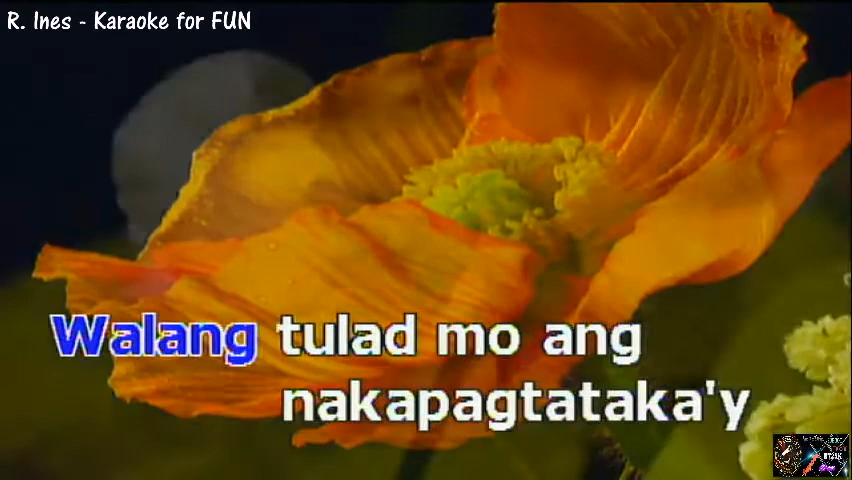 R. Ines - Karaoke for FUN
Walang tulad mo ang
nakapagtataka'y